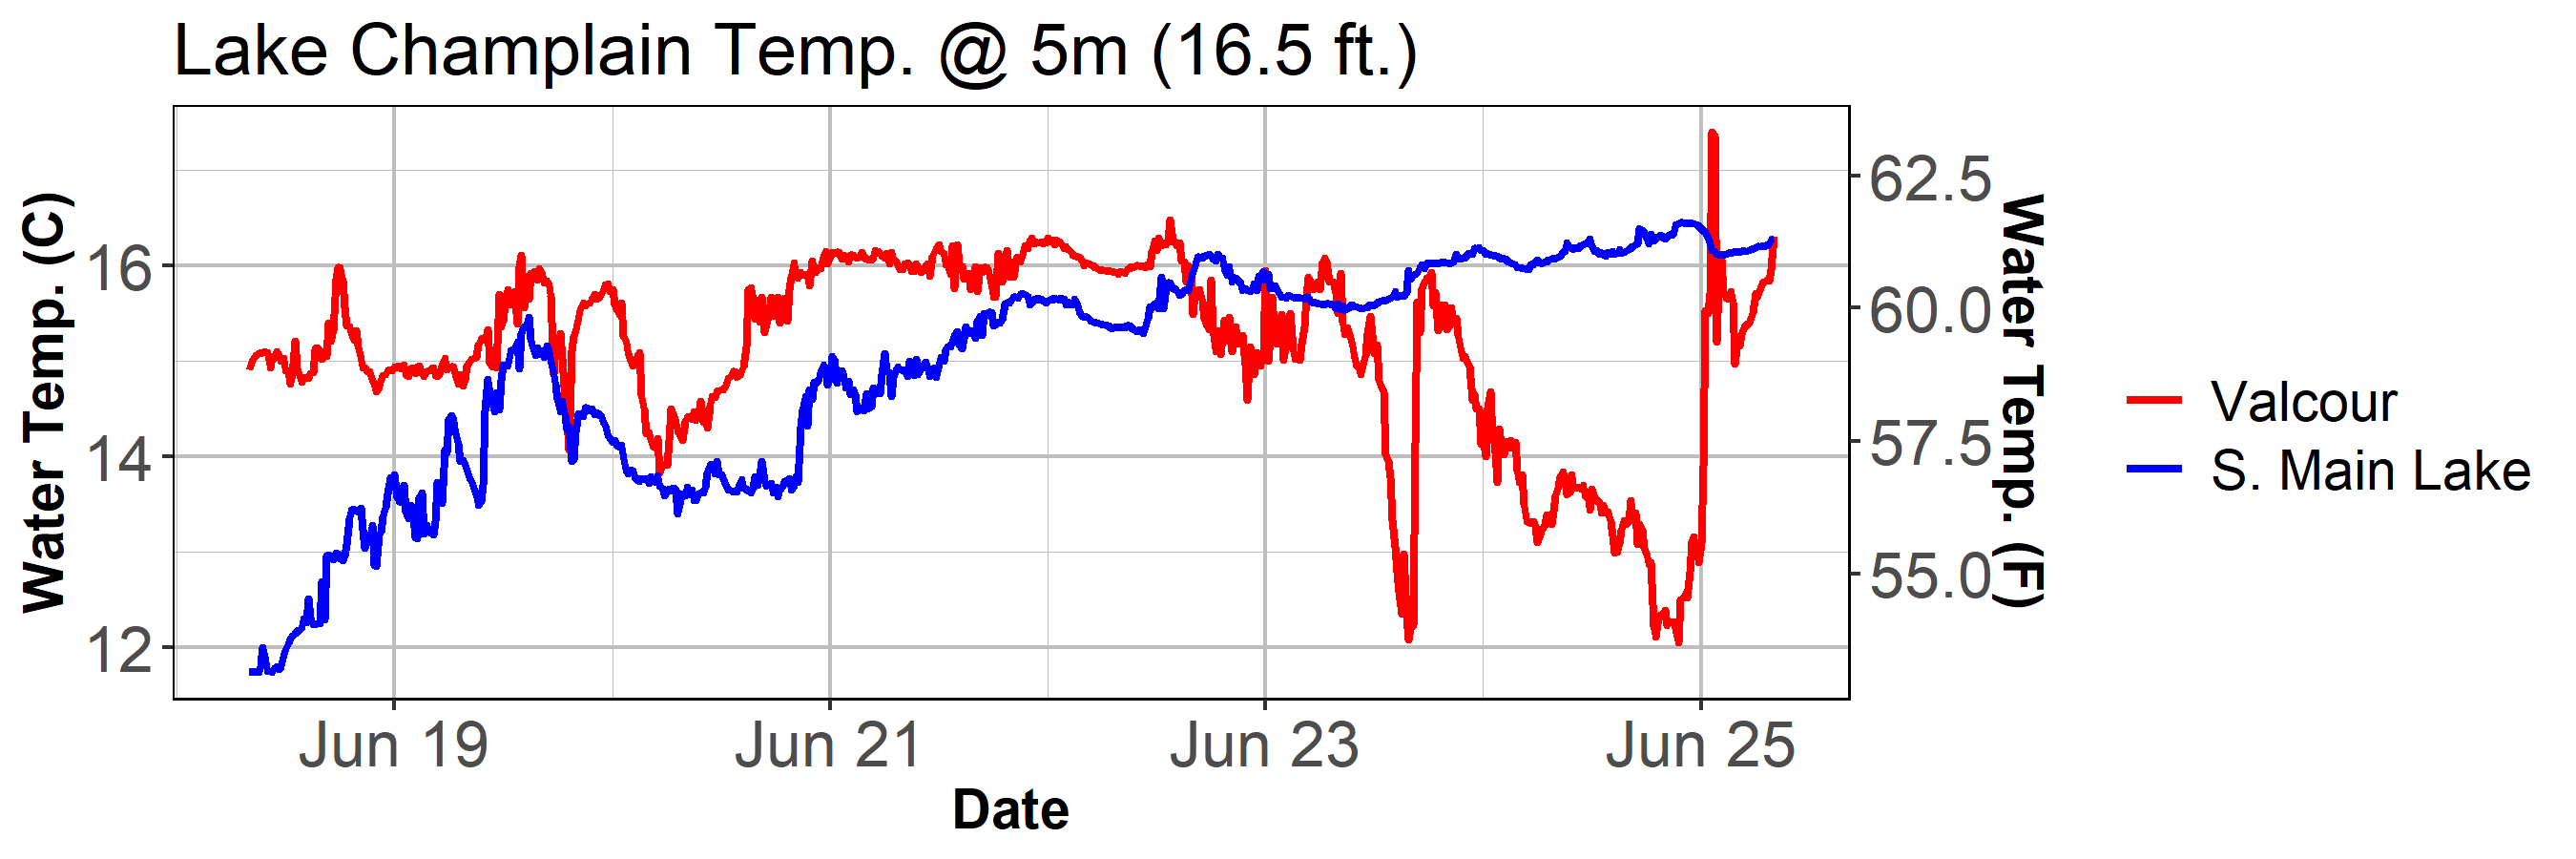 Lake Champlain Temp. @ 5m (16.5 ft.)
Water Temp. (C)
16
14
12
62.5
60.0
57.5
55.0
Water Temp. (F)
Jun 19
Jun 21
Jun 23
Jun 25
Date
Valcour
S. Main Lake